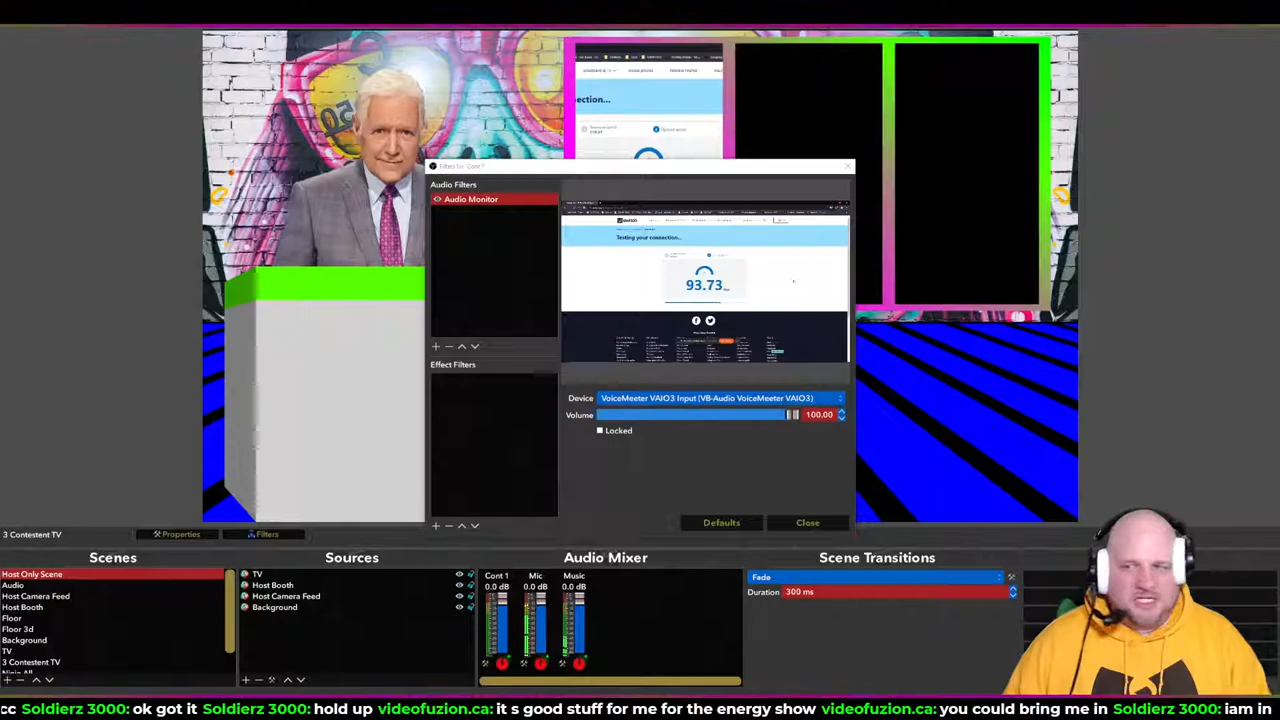 Audio Filters
Audio Monitor
Testing your connection...
93.73
ection...
Effect Filters
Device VoiceMeeter VAIO3 Input (VB-Audio VoiceMeeter VAIO3)
Volume 100.00
Locked
Defaults Close
3 Contestent TV Properties Filters
Scenes
Host Only Scene
Audio
Host Camera Feed
Host Booth
Floor
Floor 3d
Background
TV
3 Contestent TV
Sources
TV
Host Booth
Host Camera Feed
Background
Audio Mixer
Cont 1 Mic Music
0.0 dB 0.0 dB 0.0 dB
Scene Transitions
Fade
Duration 300 ms
cc Soldierz 3000: ok got it Soldierz 3000: hold up videofuzion.ca: it s good stuff for me for the energy show videofuzion.ca: you could bring me in Soldierz 3000: iam in